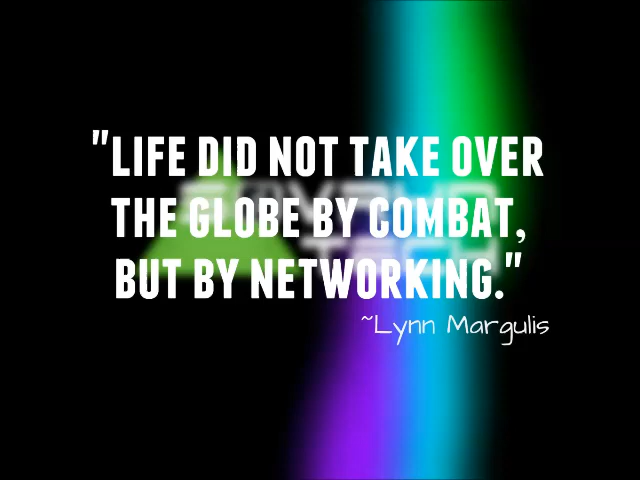 "LIFE DID NOT TAKE OVER
THE GLOBE BY COMBAT,
BUT BY NETWORKING."
~Lynn Margulis